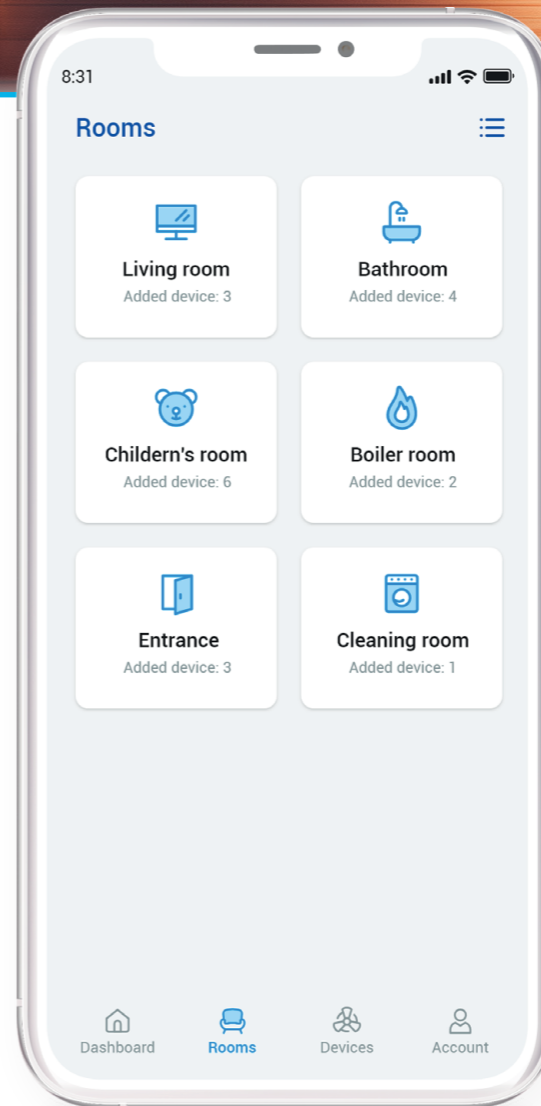 8:31
Rooms
Living room
Added device: 3
Bathroom
Added device: 4
Childern's room
Added device: 6
Boiler room
Added device: 2
Entrance
Added device: 3
Cleaning room
Added device: 1
Dashboard
Rooms
Devices
Account